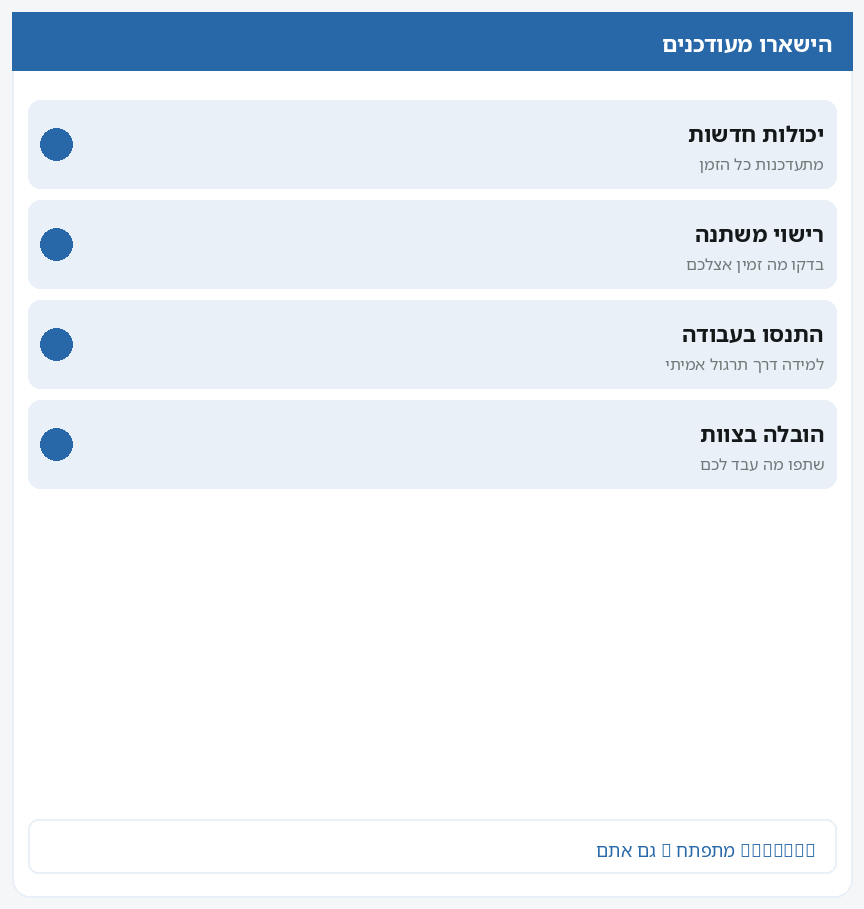 הישארו מעודכנים
יכולות חדשות
מתעדכנות כל הזמן
רישוי משתנה
בדקו מה זמין אצלכם
התנסו בעבודה
למידה דרך תרגול אמיתי
הובלה בצוות
שתפו מה עבד לכם
מתפתח גם אתם